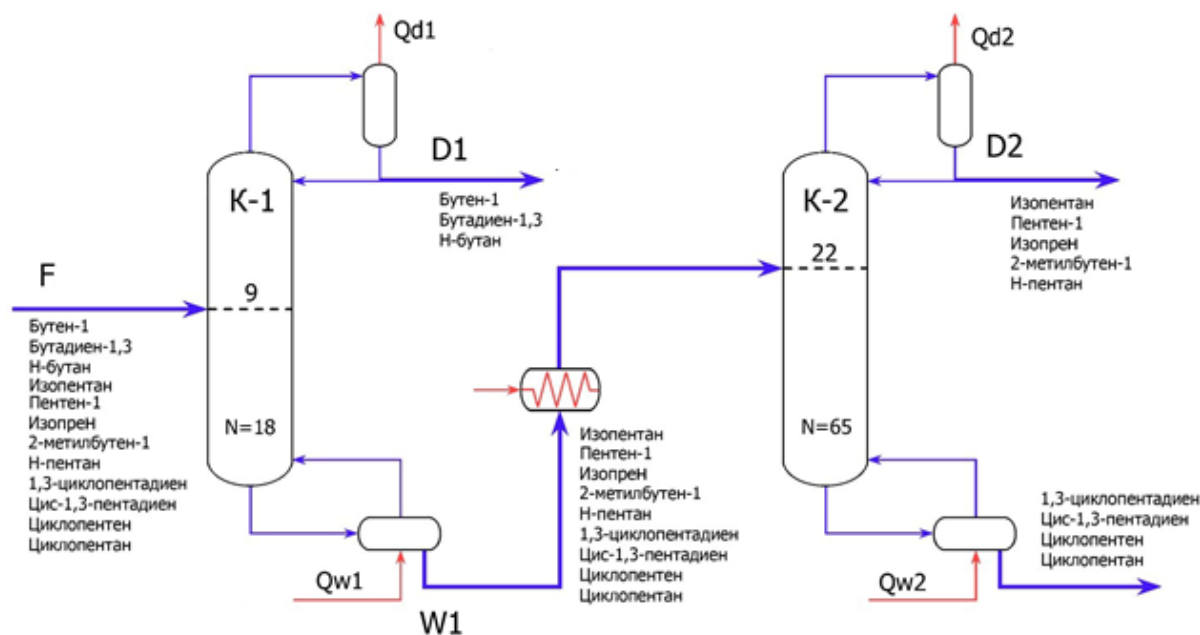 Qd1
Qd2
D1
D2
К-1
К-2
Бутен-1
Бутадиен-1,3
Н-бутан
Изопентан
Пентен-1
Изопрен
2-метилбутен-1
Н-пентан
F
9
22
Бутен-1
Бутадиен-1,3
Н-бутан
Изопентан
Пентен-1
Изопрен
2-метилбутен-1
Н-пентан
1,3-циклопентадиен
Цис-1,3-пентадиен
Циклопентен
Циклопентан
N=18
N=65
Изопентан
Пентен-1
Изопрен
2-метилбутен-1
Н-пентан
1,3-циклопентадиен
Цис-1,3-пентадиен
Циклопентен
Циклопентан
1,3-циклопентадиен
Цис-1,3-пентадиен
Циклопентен
Циклопентан
Qw1
Qw2
W1